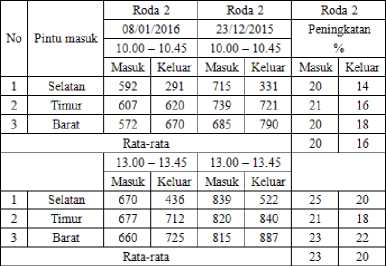 No Pintu masuk Roda 2 Roda 2 Roda 2
08/01/2016 23/12/2015 Peningkatan
10.00 – 10.45 10.00 – 10.45 %
Masuk Keluar Masuk Keluar Masuk Keluar
1 Selatan 592 291 715 331 20 14
2 Timur 607 620 739 721 21 16
3 Barat 572 670 685 790 20 18
Rata-rata 20 16
13.00 – 13.45 13.00 – 13.45
Masuk Keluar Masuk Keluar
1 Selatan 670 436 839 522 25 20
2 Timur 677 712 820 840 21 18
3 Barat 660 725 815 887 23 22
Rata-rata 23 20